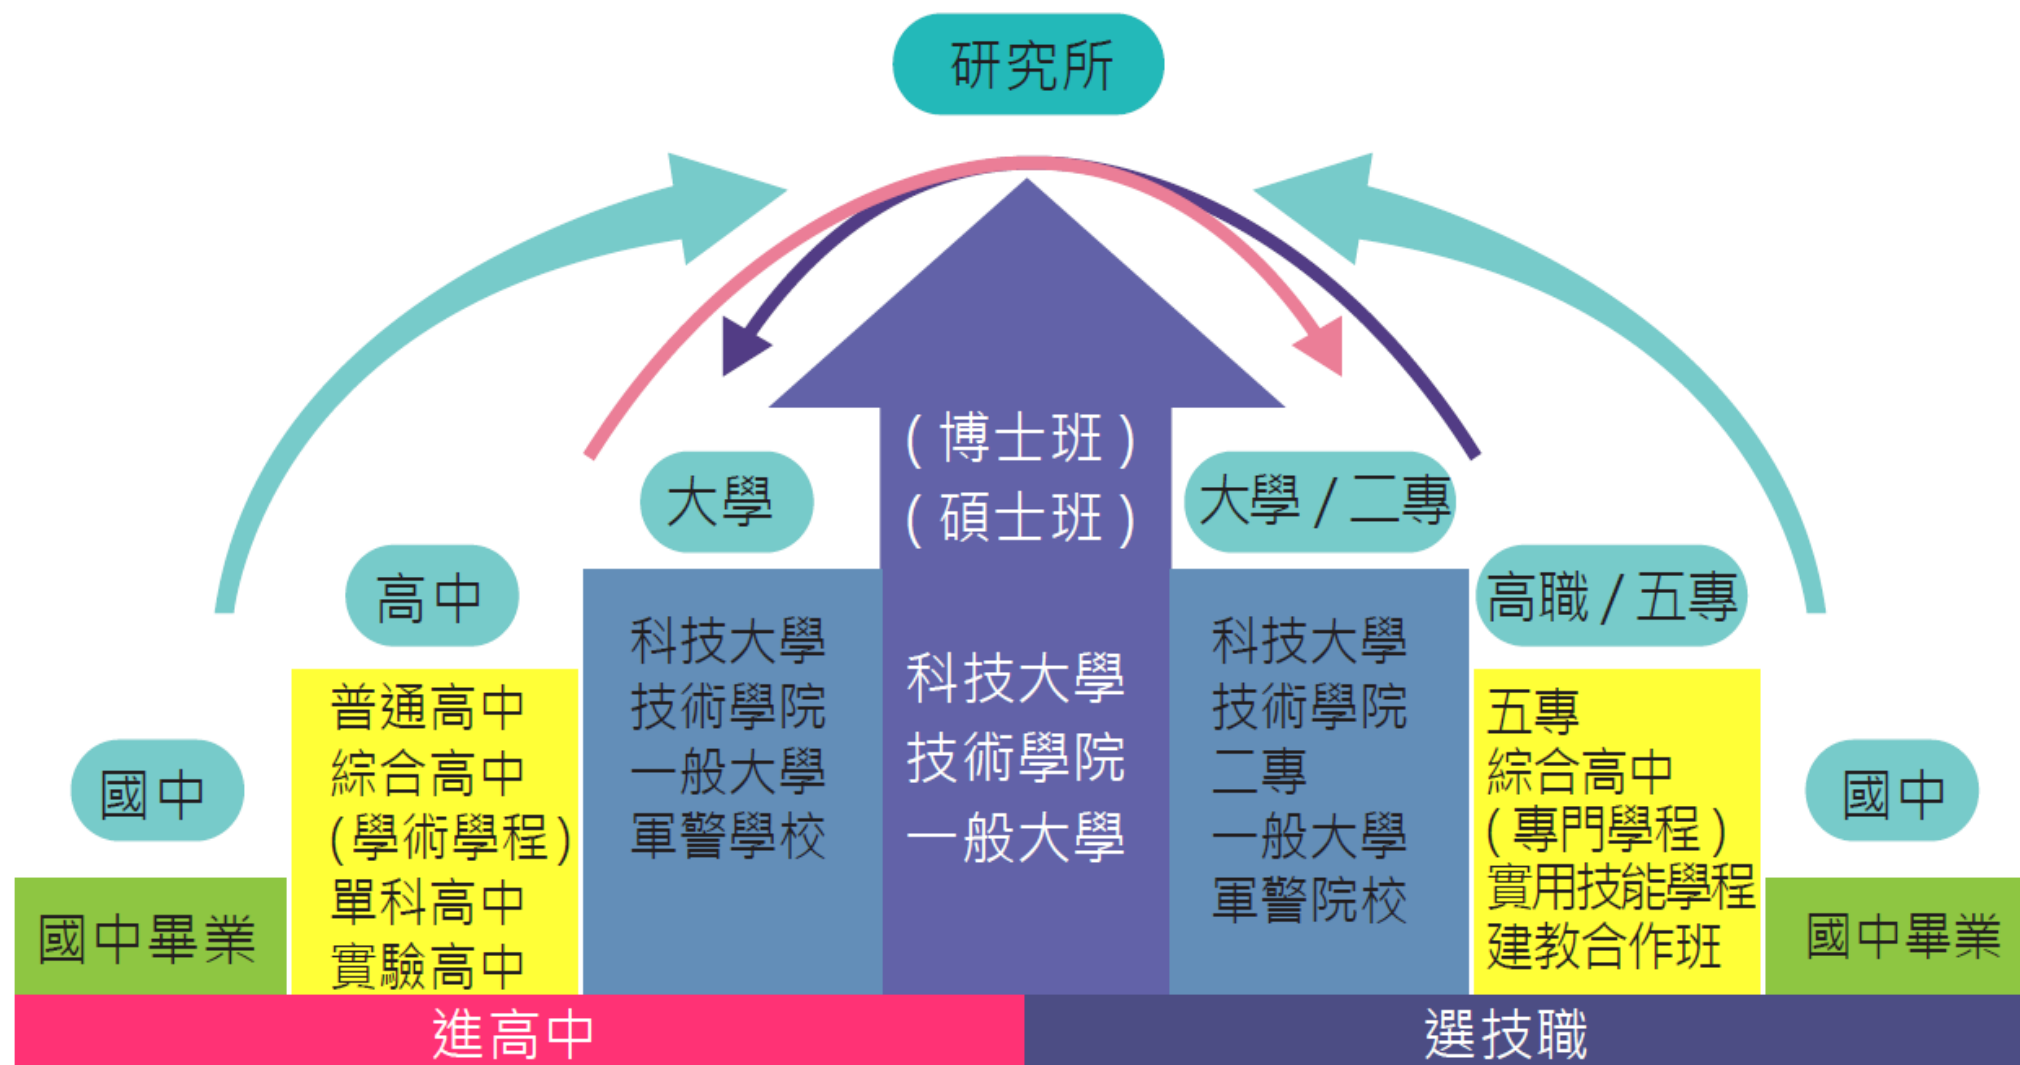 研究所
大學
高中
國中
國中畢業
普通高中
綜合高中
(學術學程)
單科高中
實驗高中
科技大學
技術學院
一般大學
軍警學校
(博士班)
(碩士班)
科技大學
技術學院
一般大學
大學/二專
科技大學
技術學院
二專
一般大學
軍警院校
高職/五專
五專
綜合高中
(專門學程)
實用技能學程
建教合作班
國中
國中畢業
進高中
選技職